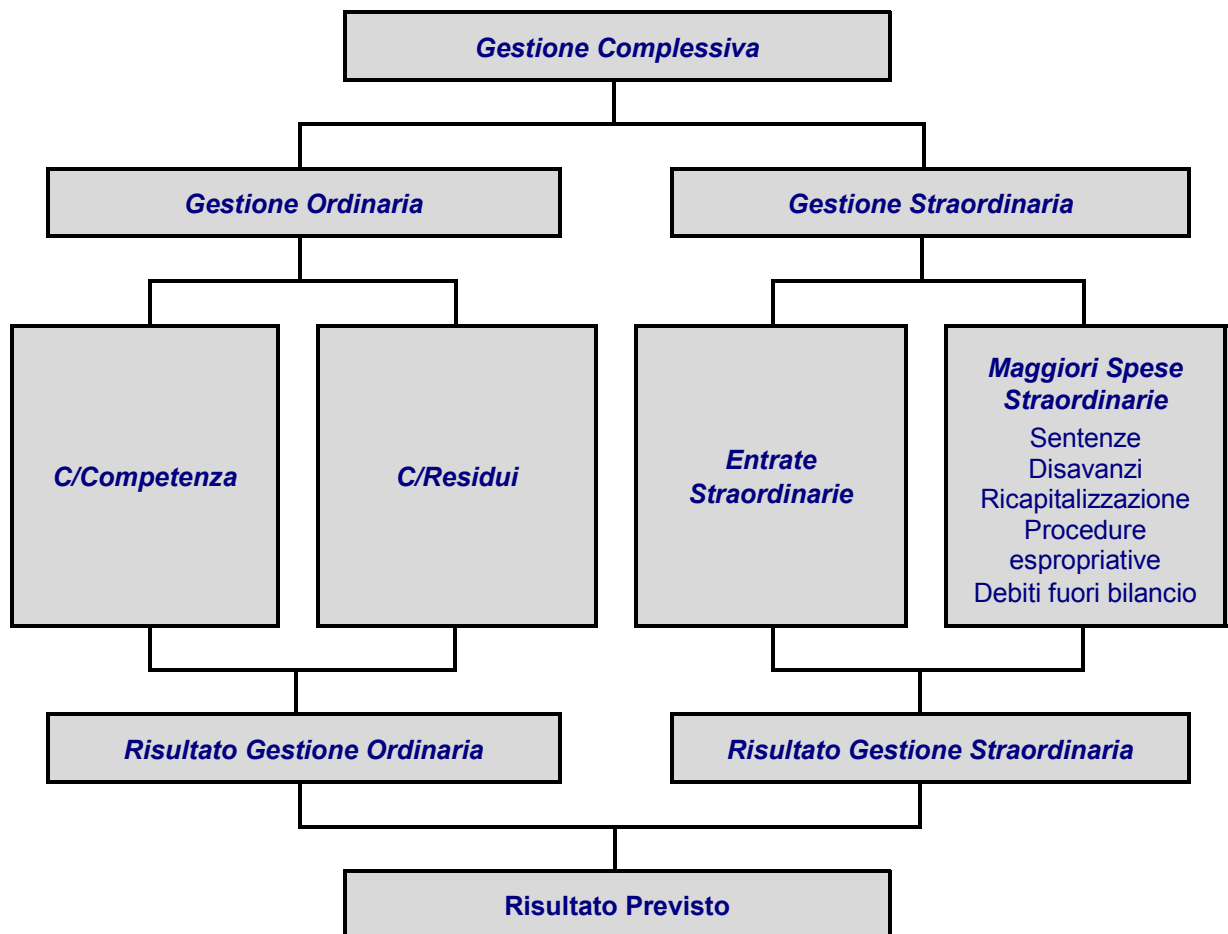 Gestione Complessiva
Gestione Ordinaria
Gestione Straordinaria
C/Competenza
C/Residui
Entrate
Straordinarie
Maggiori Spese
Straordinarie
Sentenze
Disavanzi
Ricapitalizzazione
Procedure
espropriative
Debiti fuori bilancio
Risultato Gestione Ordinaria
Risultato Gestione Straordinaria
Risultato Previsto